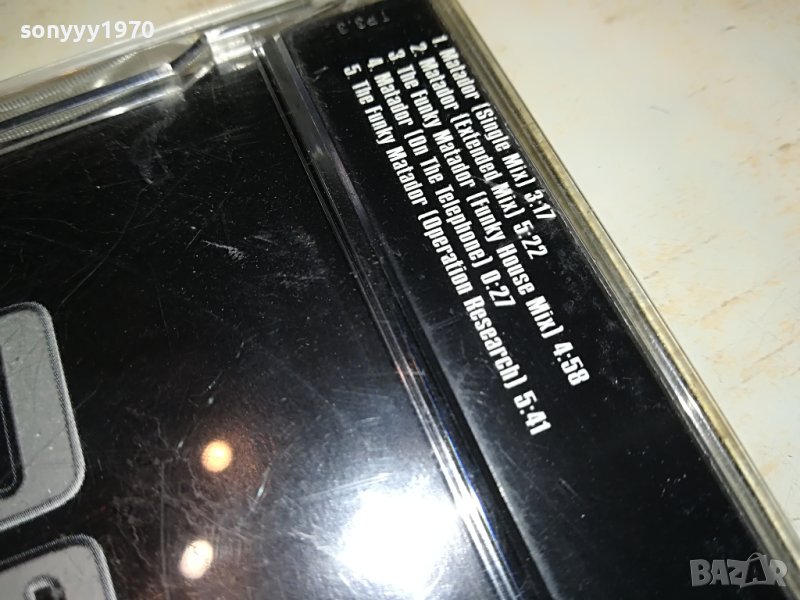 sonyyy1970
1. Matador (Single Mix) 3:17
2. Matador (Extended Mix) 5:22
3. The Funky Matador (Funky House Mix) 4:58
4. Matador (On The Telephone) 0:27
5. The Funky Matador (Operation Research) 5:41
BAZAR